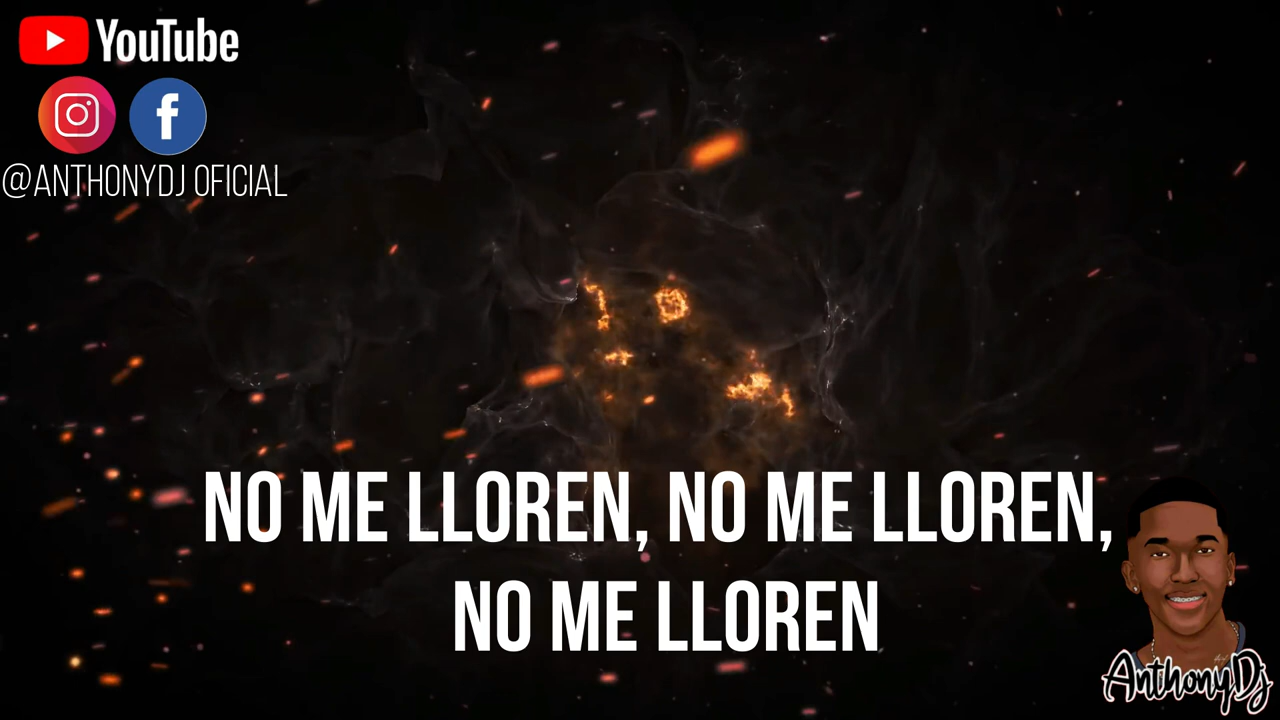 YouTube
@ANTHONYDJ OFICIAL
NO ME LLOREN, NO ME LLOREN,
NO ME LLOREN
AnthonyDj